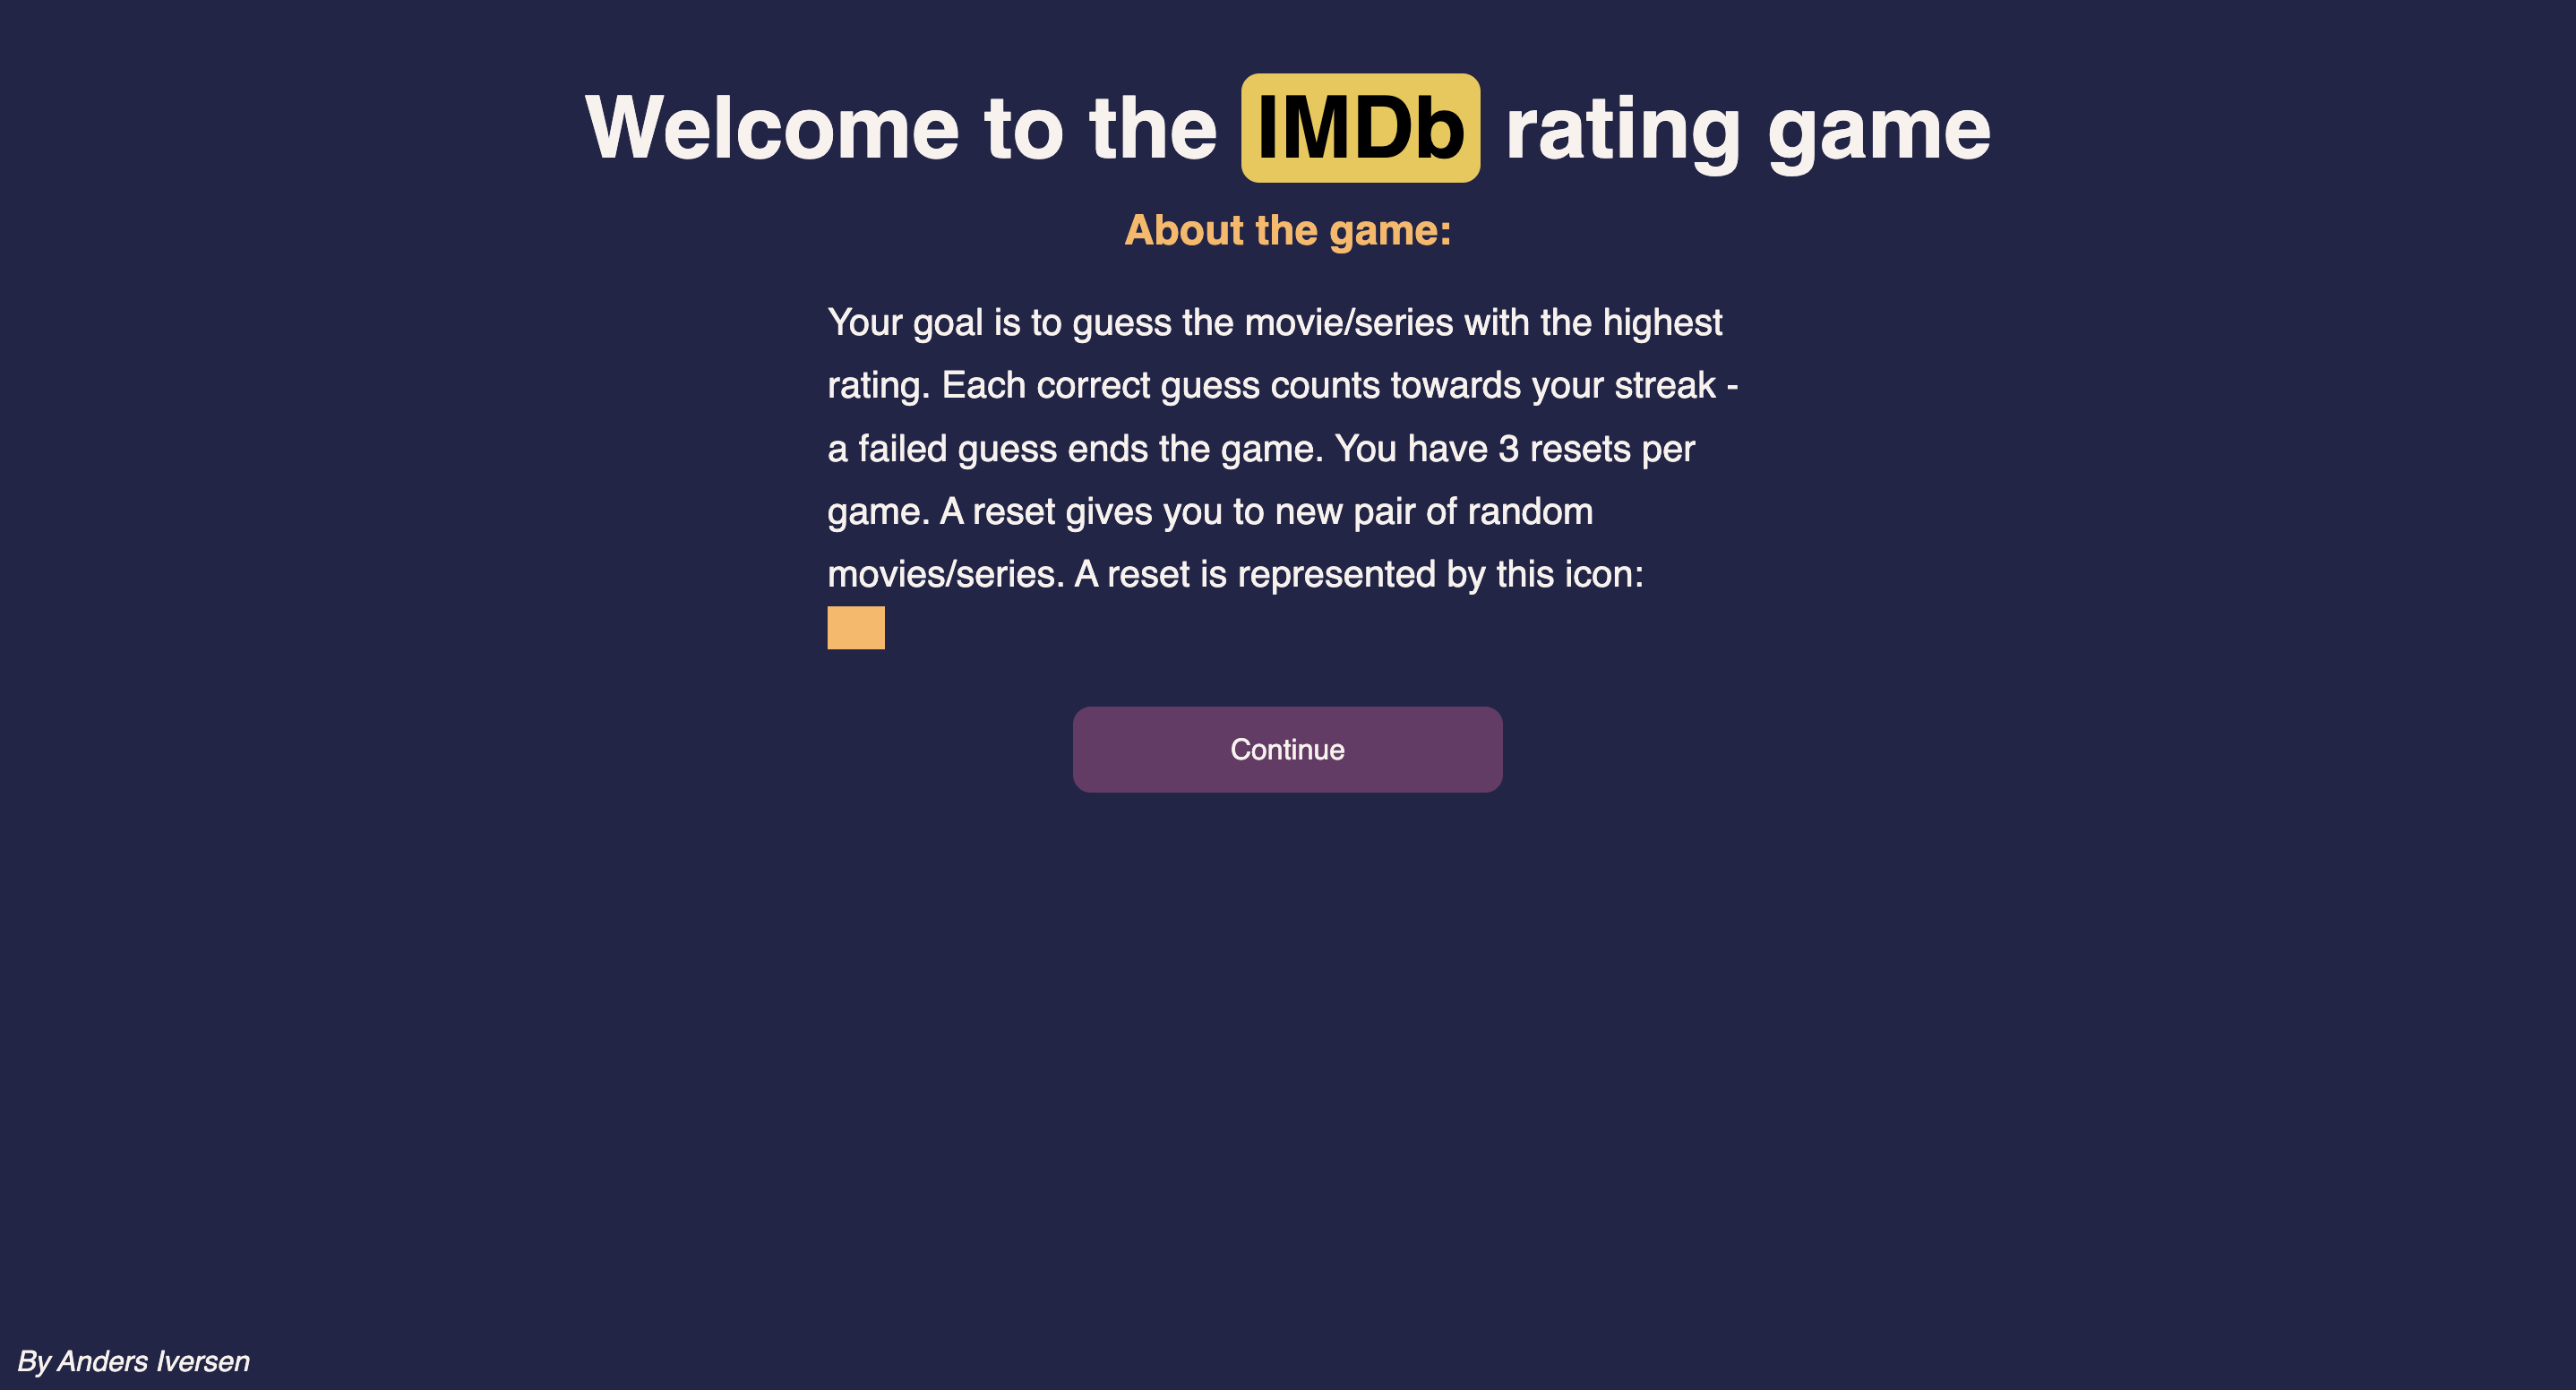 Welcome to the IMDb rating game
About the game:
Your goal is to guess the movie/series with the highest
rating. Each correct guess counts towards your streak -
a failed guess ends the game. You have 3 resets per
game. A reset gives you to new pair of random
movies/series. A reset is represented by this icon:
Continue
By Anders Iversen